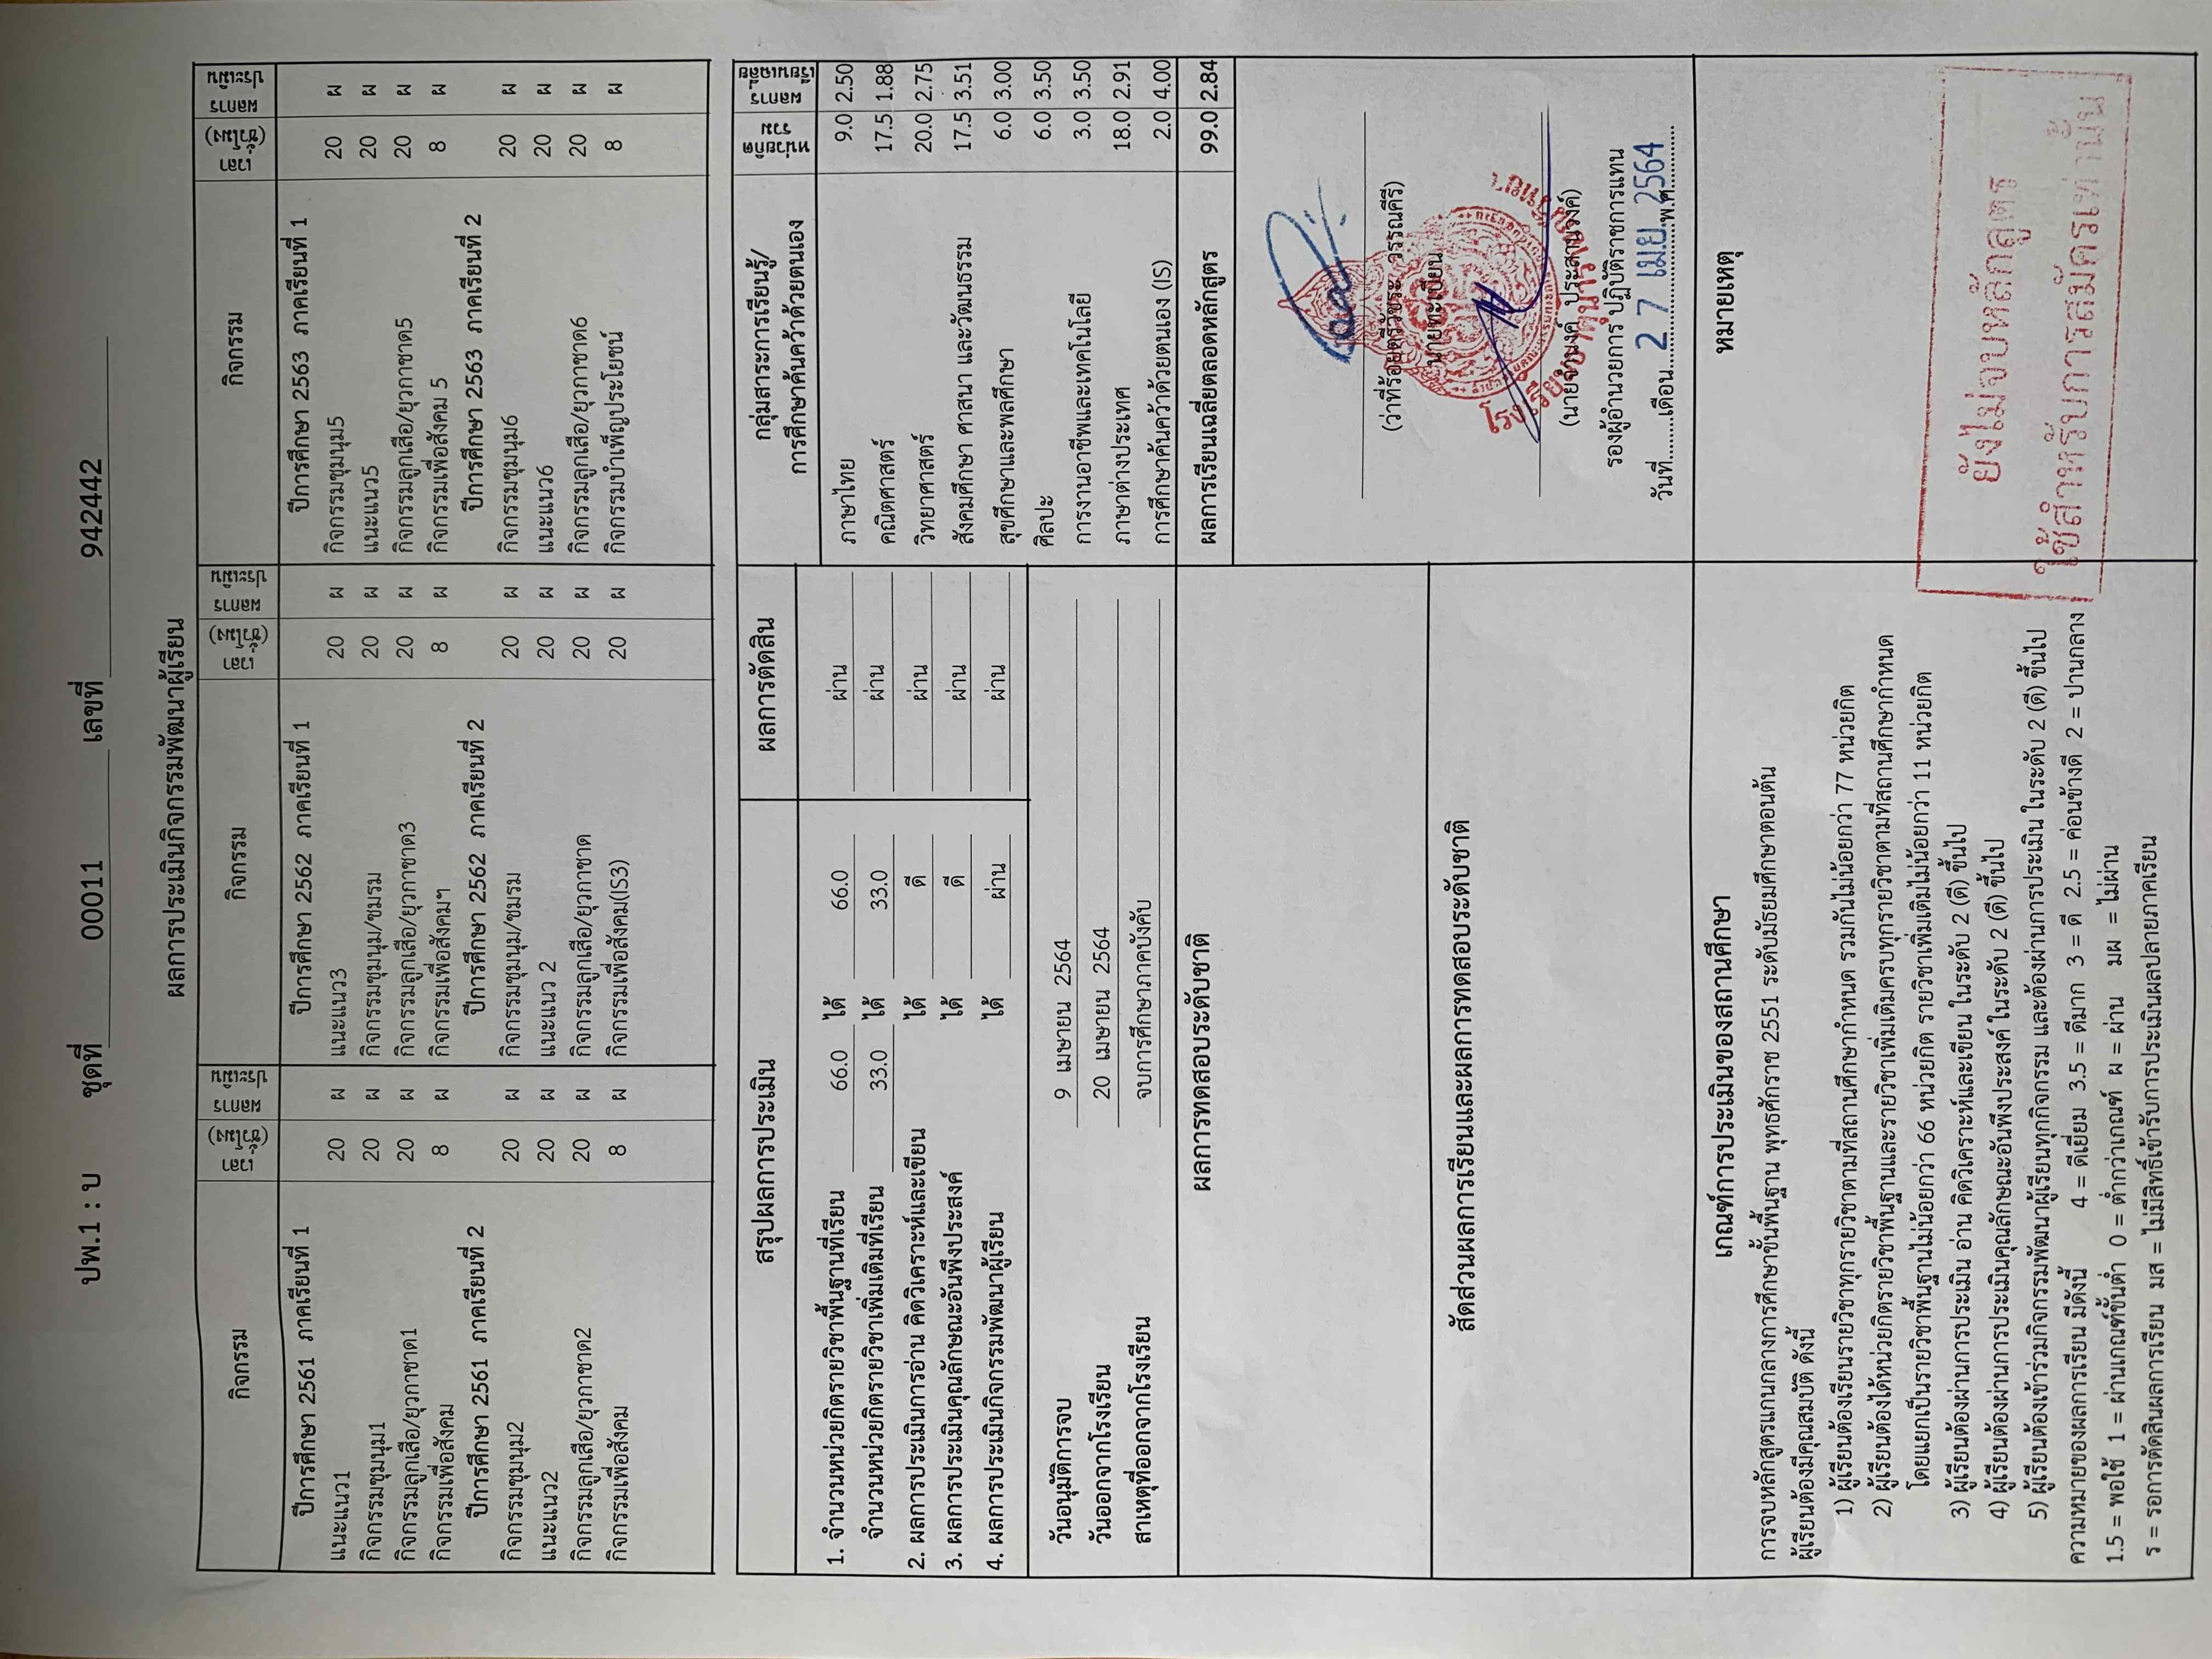 ปพ.1 : บ ชุดที่ 00011 เลขที่ 9424442
ผลการประเมินกิจกรรมพัฒนาผู้เรียน
กิจกรรม เวลา (ชั่วโมง) ผลการประเมิน กิจกรรม เวลา (ชั่วโมง) ผลการประเมิน กิจกรรม เวลา (ชั่วโมง) ผลการประเมิน
ปีการศึกษา 2561 ภาคเรียนที่ 1 ปีการศึกษา 2562 ภาคเรียนที่ 1 ปีการศึกษา 2563 ภาคเรียนที่ 1
แนะแนว1 20 ผ แนะแนว3 20 ผ กิจกรรมชุมนุม5 20 ผ
กิจกรรมชุมนุม1 20 ผ กิจกรรมชุมนุม/ชมรม 20 ผ แนะแนว5 20 ผ
กิจกรรมลูกเสือ/ยุวกาชาด1 20 ผ กิจกรรมลูกเสือ/ยุวกาชาด3 20 ผ กิจกรรมลูกเสือ/ยุวกาชาด5 20 ผ
กิจกรรมเพื่อสังคม 8 ผ กิจกรรมเพื่อสังคมฯ 8 ผ กิจกรรมเพื่อสังคม 5 8 ผ
ปีการศึกษา 2561 ภาคเรียนที่ 2 ปีการศึกษา 2562 ภาคเรียนที่ 2 ปีการศึกษา 2563 ภาคเรียนที่ 2
กิจกรรมชุมนุม2 20 ผ กิจกรรมชุมนุม/ชมรม 20 ผ กิจกรรมชุมนุม6 20 ผ
แนะแนว2 20 ผ แนะแนว 2 20 ผ แนะแนว6 20 ผ
กิจกรรมลูกเสือ/ยุวกาชาด2 20 ผ กิจกรรมลูกเสือ/ยุวกาชาด 20 ผ กิจกรรมลูกเสือ/ยุวกาชาด6 20 ผ
กิจกรรมเพื่อสังคม 8 ผ กิจกรรมเพื่อสังคม(IS3) 20 ผ กิจกรรมบำเพ็ญประโยชน์ 8 ผ
สรุปผลการประเมิน ผลการตัดสิน
1. จำนวนหน่วยกิตรายวิชาพื้นฐานที่เรียน 66.0 ได้ 66.0 ผ่าน
จำนวนหน่วยกิตรายวิชาเพิ่มเติมที่เรียน 33.0 ได้ 33.0 ผ่าน
2. ผลการประเมินการอ่าน คิดวิเคราะห์และเขียน ได้ ดี ผ่าน
3. ผลการประเมินคุณลักษณะอันพึงประสงค์ ได้ ดี ผ่าน
4. ผลการประเมินกิจกรรมพัฒนาผู้เรียน ได้ ผ่าน ผ่าน
วันอนุมัติการจบ 9 เมษายน 2564
วันออกจากโรงเรียน 20 เมษายน 2564
สาเหตุที่ออกจากโรงเรียน จบการศึกษาภาคบังคับ
กลุ่มสาระการเรียนรู้/
การศึกษาค้นคว้าด้วยตนเอง
หน่วยกิตรวม ผลการเรียนเฉลี่ย
ภาษาไทย 9.0 2.50
คณิตศาสตร์ 17.5 1.88
วิทยาศาสตร์ 20.0 2.75
สังคมศึกษา ศาสนา และวัฒนธรรม 17.5 3.51
สุขศึกษาและพลศึกษา 6.0 3.00
ศิลปะ 6.0 3.50
การงานอาชีพและเทคโนโลยี 3.0 3.50
ภาษาต่างประเทศ 18.0 2.91
การศึกษาค้นคว้าด้วยตนเอง (IS) 2.0 4.00
ผลการเรียนเฉลี่ยตลอดหลักสูตร 99.0 2.84
ผลการทดสอบระดับชาติ
สัดส่วนผลการเรียนและผลการทดสอบระดับชาติ
(ว่าที่ร้อยตรีวัชระ วรรณคีรี)
นายทะเบียน
(นายจำนงค์ ประสานวงค์)
รองผู้อำนวยการ ปฏิบัติราชการแทน
วันที่..........เดือน..........พ.ศ..........
2 7 เม.ย. 2564
เกณฑ์การประเมินของสถานศึกษา
การจบหลักสูตรแกนกลางการศึกษาขั้นพื้นฐาน พุทธศักราช 2551 ระดับมัธยมศึกษาตอนต้น
ผู้เรียนต้องมีคุณสมบัติ ดังนี้
1) ผู้เรียนต้องเรียนรายวิชาทุกรายวิชาตามที่สถานศึกษากำหนด รวมกันไม่น้อยกว่า 77 หน่วยกิต
2) ผู้เรียนต้องได้หน่วยกิตรายวิชาพื้นฐานและรายวิชาเพิ่มเติมครบทุกรายวิชาตามที่สถานศึกษากำหนด
โดยแยกเป็นรายวิชาพื้นฐานไม่น้อยกว่า 66 หน่วยกิต รายวิชาเพิ่มเติมไม่น้อยกว่า 11 หน่วยกิต
3) ผู้เรียนต้องผ่านการประเมิน อ่าน คิดวิเคราะห์และเขียน ในระดับ 2 (ดี) ขึ้นไป
4) ผู้เรียนต้องผ่านการประเมินคุณลักษณะอันพึงประสงค์ ในระดับ 2 (ดี) ขึ้นไป
5) ผู้เรียนต้องเข้าร่วมกิจกรรมพัฒนาผู้เรียนทุกกิจกรรม และต้องผ่านการประเมิน ในระดับ 2 (ดี) ขึ้นไป
ความหมายของผลการเรียน มีดังนี้ 4 = ดีเยี่ยม 3.5 = ดีมาก 3 = ดี 2.5 = ค่อนข้างดี 2 = ปานกลาง
1.5 = พอใช้ 1 = ผ่านเกณฑ์ขั้นต่ำ 0 = ต่ำกว่าเกณฑ์ ผ = ผ่าน มผ = ไม่ผ่าน
ร = รอการตัดสินผลการเรียน มส = ไม่มีสิทธิ์เข้ารับการประเมินผลปลายภาคเรียน
หมายเหตุ
ยังไม่จบหลักสูตร
ใช้สำหรับการสมัครเท่านั้น